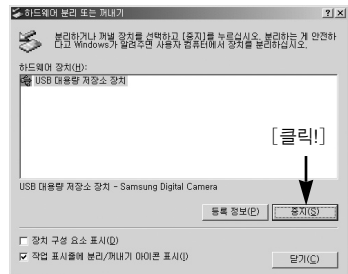 하드웨어 분리 또는 꺼내기
분리하거나 꺼낼 장치를 선택하고 [중지]를 누르십시오. 분리하는 게 안전하
다고 Windows가 알려주면 사용자 컴퓨터에서 장치를 분리하십시오.
하드웨어 장치(H):
USB 대용량 저장소 장치
[클릭!]
USB 대용량 저장소 장치 - Samsung Digital Camera
등록 정보(P) 중지(S)
장치 구성 요소 표시(D)
작업 표시줄에 분리/꺼내기 아이콘 표시(I)
닫기(C)